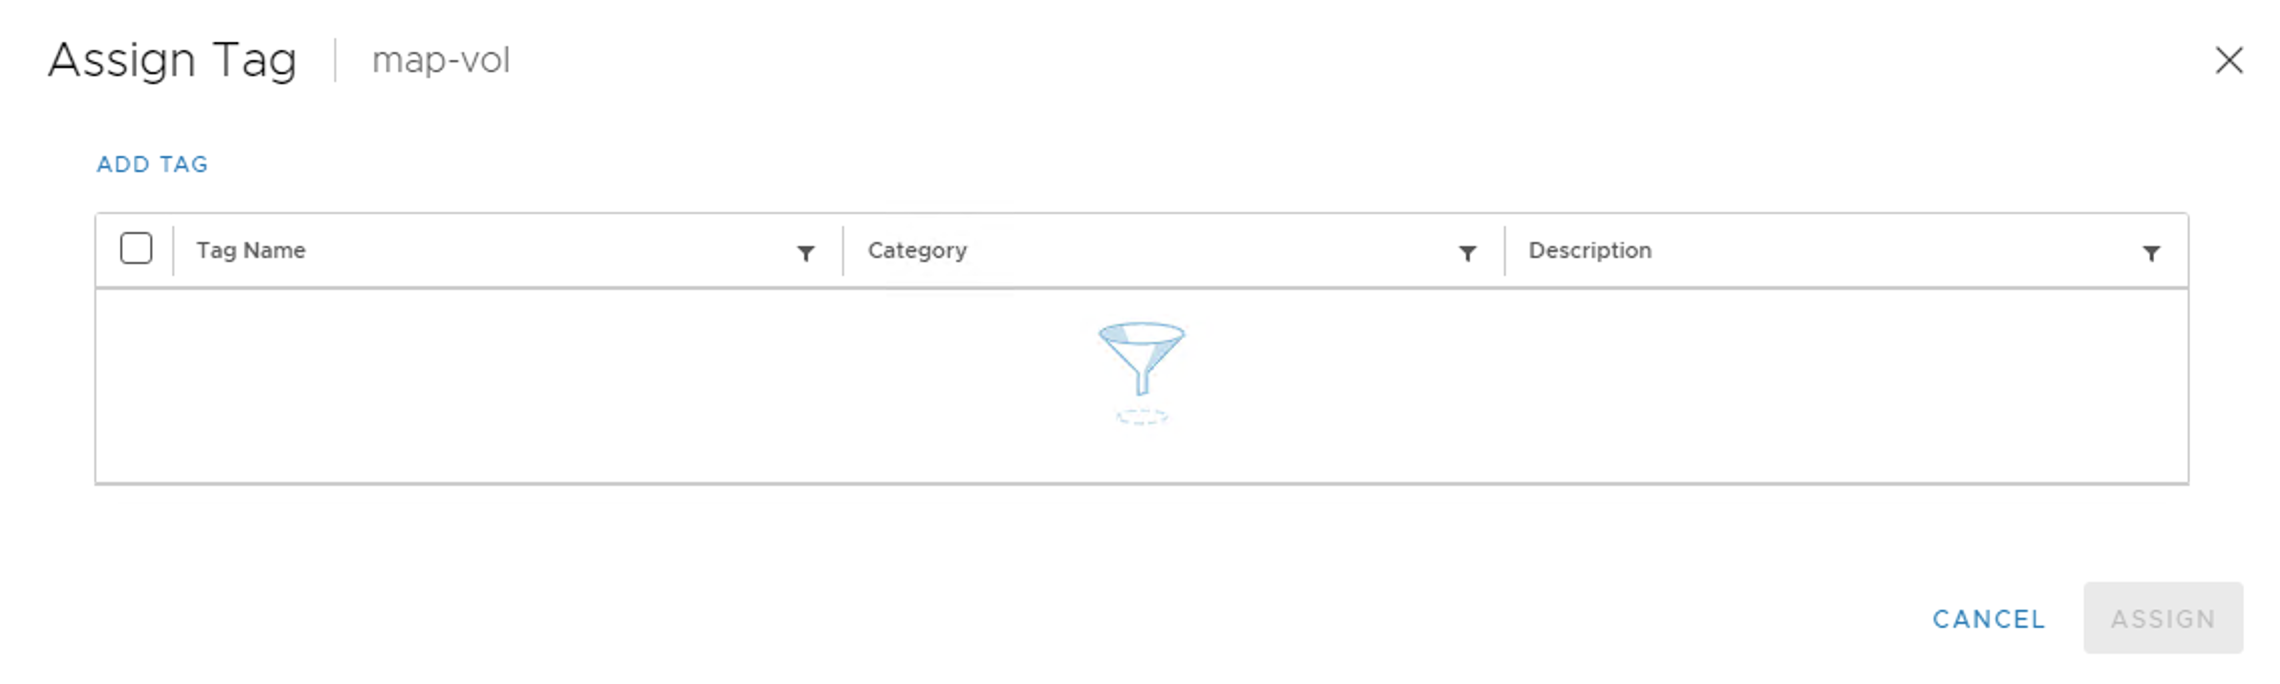 Assign Tag map-vol
ADD TAG
Tag Name Category Description
CANCEL ASSIGN